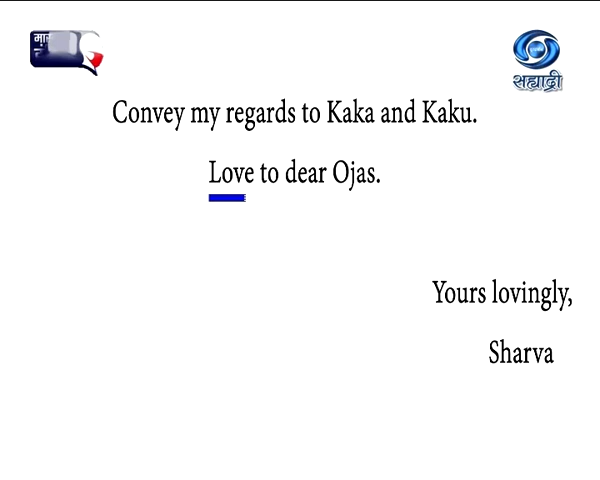 सह्याद्री
Convey my regards to Kaka and Kaku.
Love to dear Ojas.
Yours lovingly,
Sharva